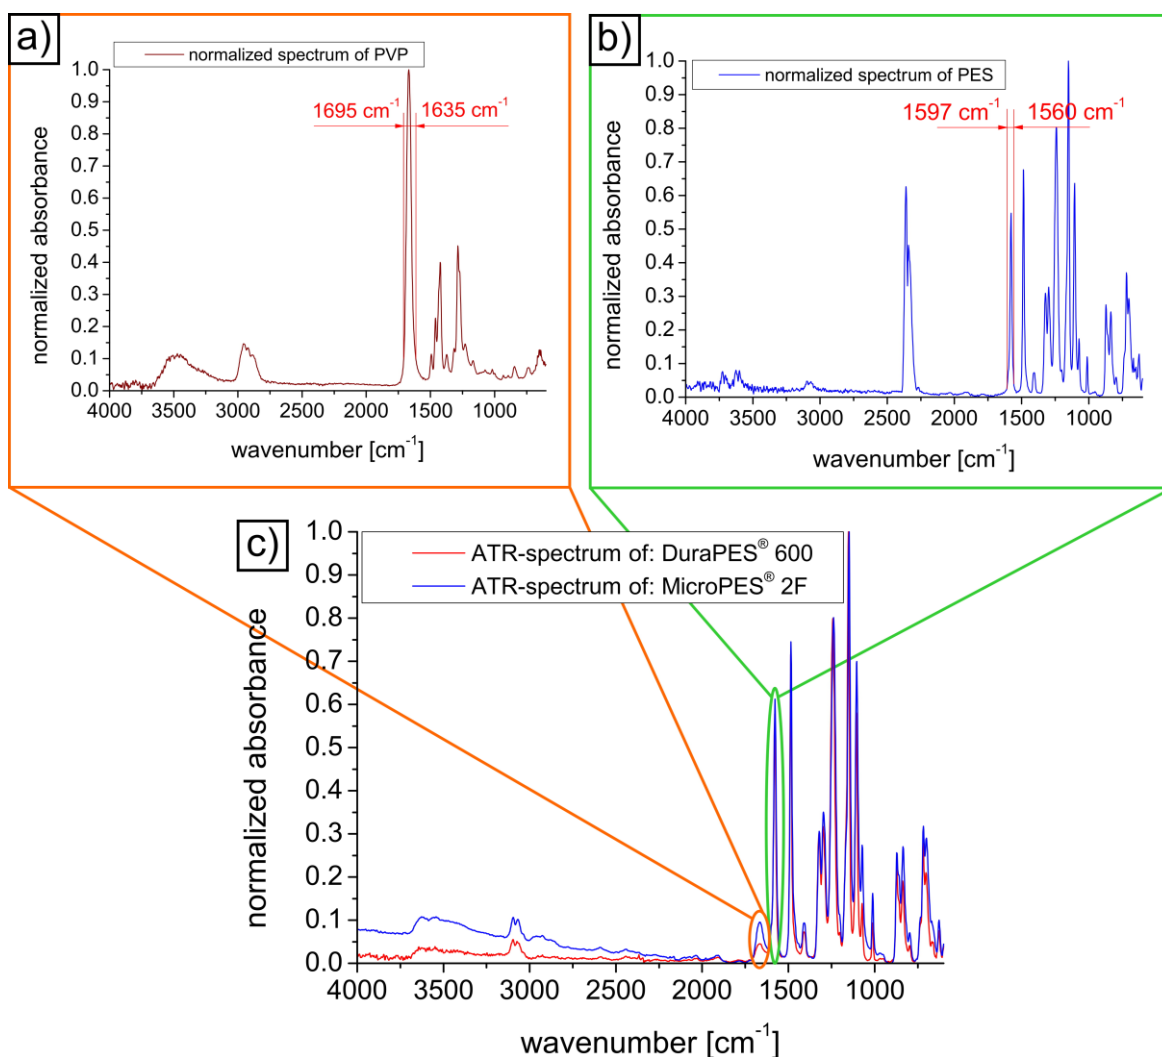 a)
normalized spectrum of PVP
1.0
0.9
0.8
0.7
0.6
0.5
0.4
0.3
0.2
0.1
0.0
normalized absorbance
1695 cm⁻¹ 1635 cm⁻¹
4000 3500 3000 2500 2000 1500 1000
wavenumber [cm⁻¹]
b)
normalized spectrum of PES
1.0
0.9
0.8
0.7
0.6
0.5
0.4
0.3
0.2
0.1
0.0
normalized absorbance
1597 cm⁻¹ 1560 cm⁻¹
4000 3500 3000 2500 2000 1500 1000
wavenumber [cm⁻¹]
c)
ATR-spectrum of: DuraPES® 600
ATR-spectrum of: MicroPES® 2F
1.0
0.9
0.8
0.7
0.6
0.5
0.4
0.3
0.2
0.1
0.0
normalized absorbance
4000 3500 3000 2500 2000 1500 1000
wavenumber [cm⁻¹]